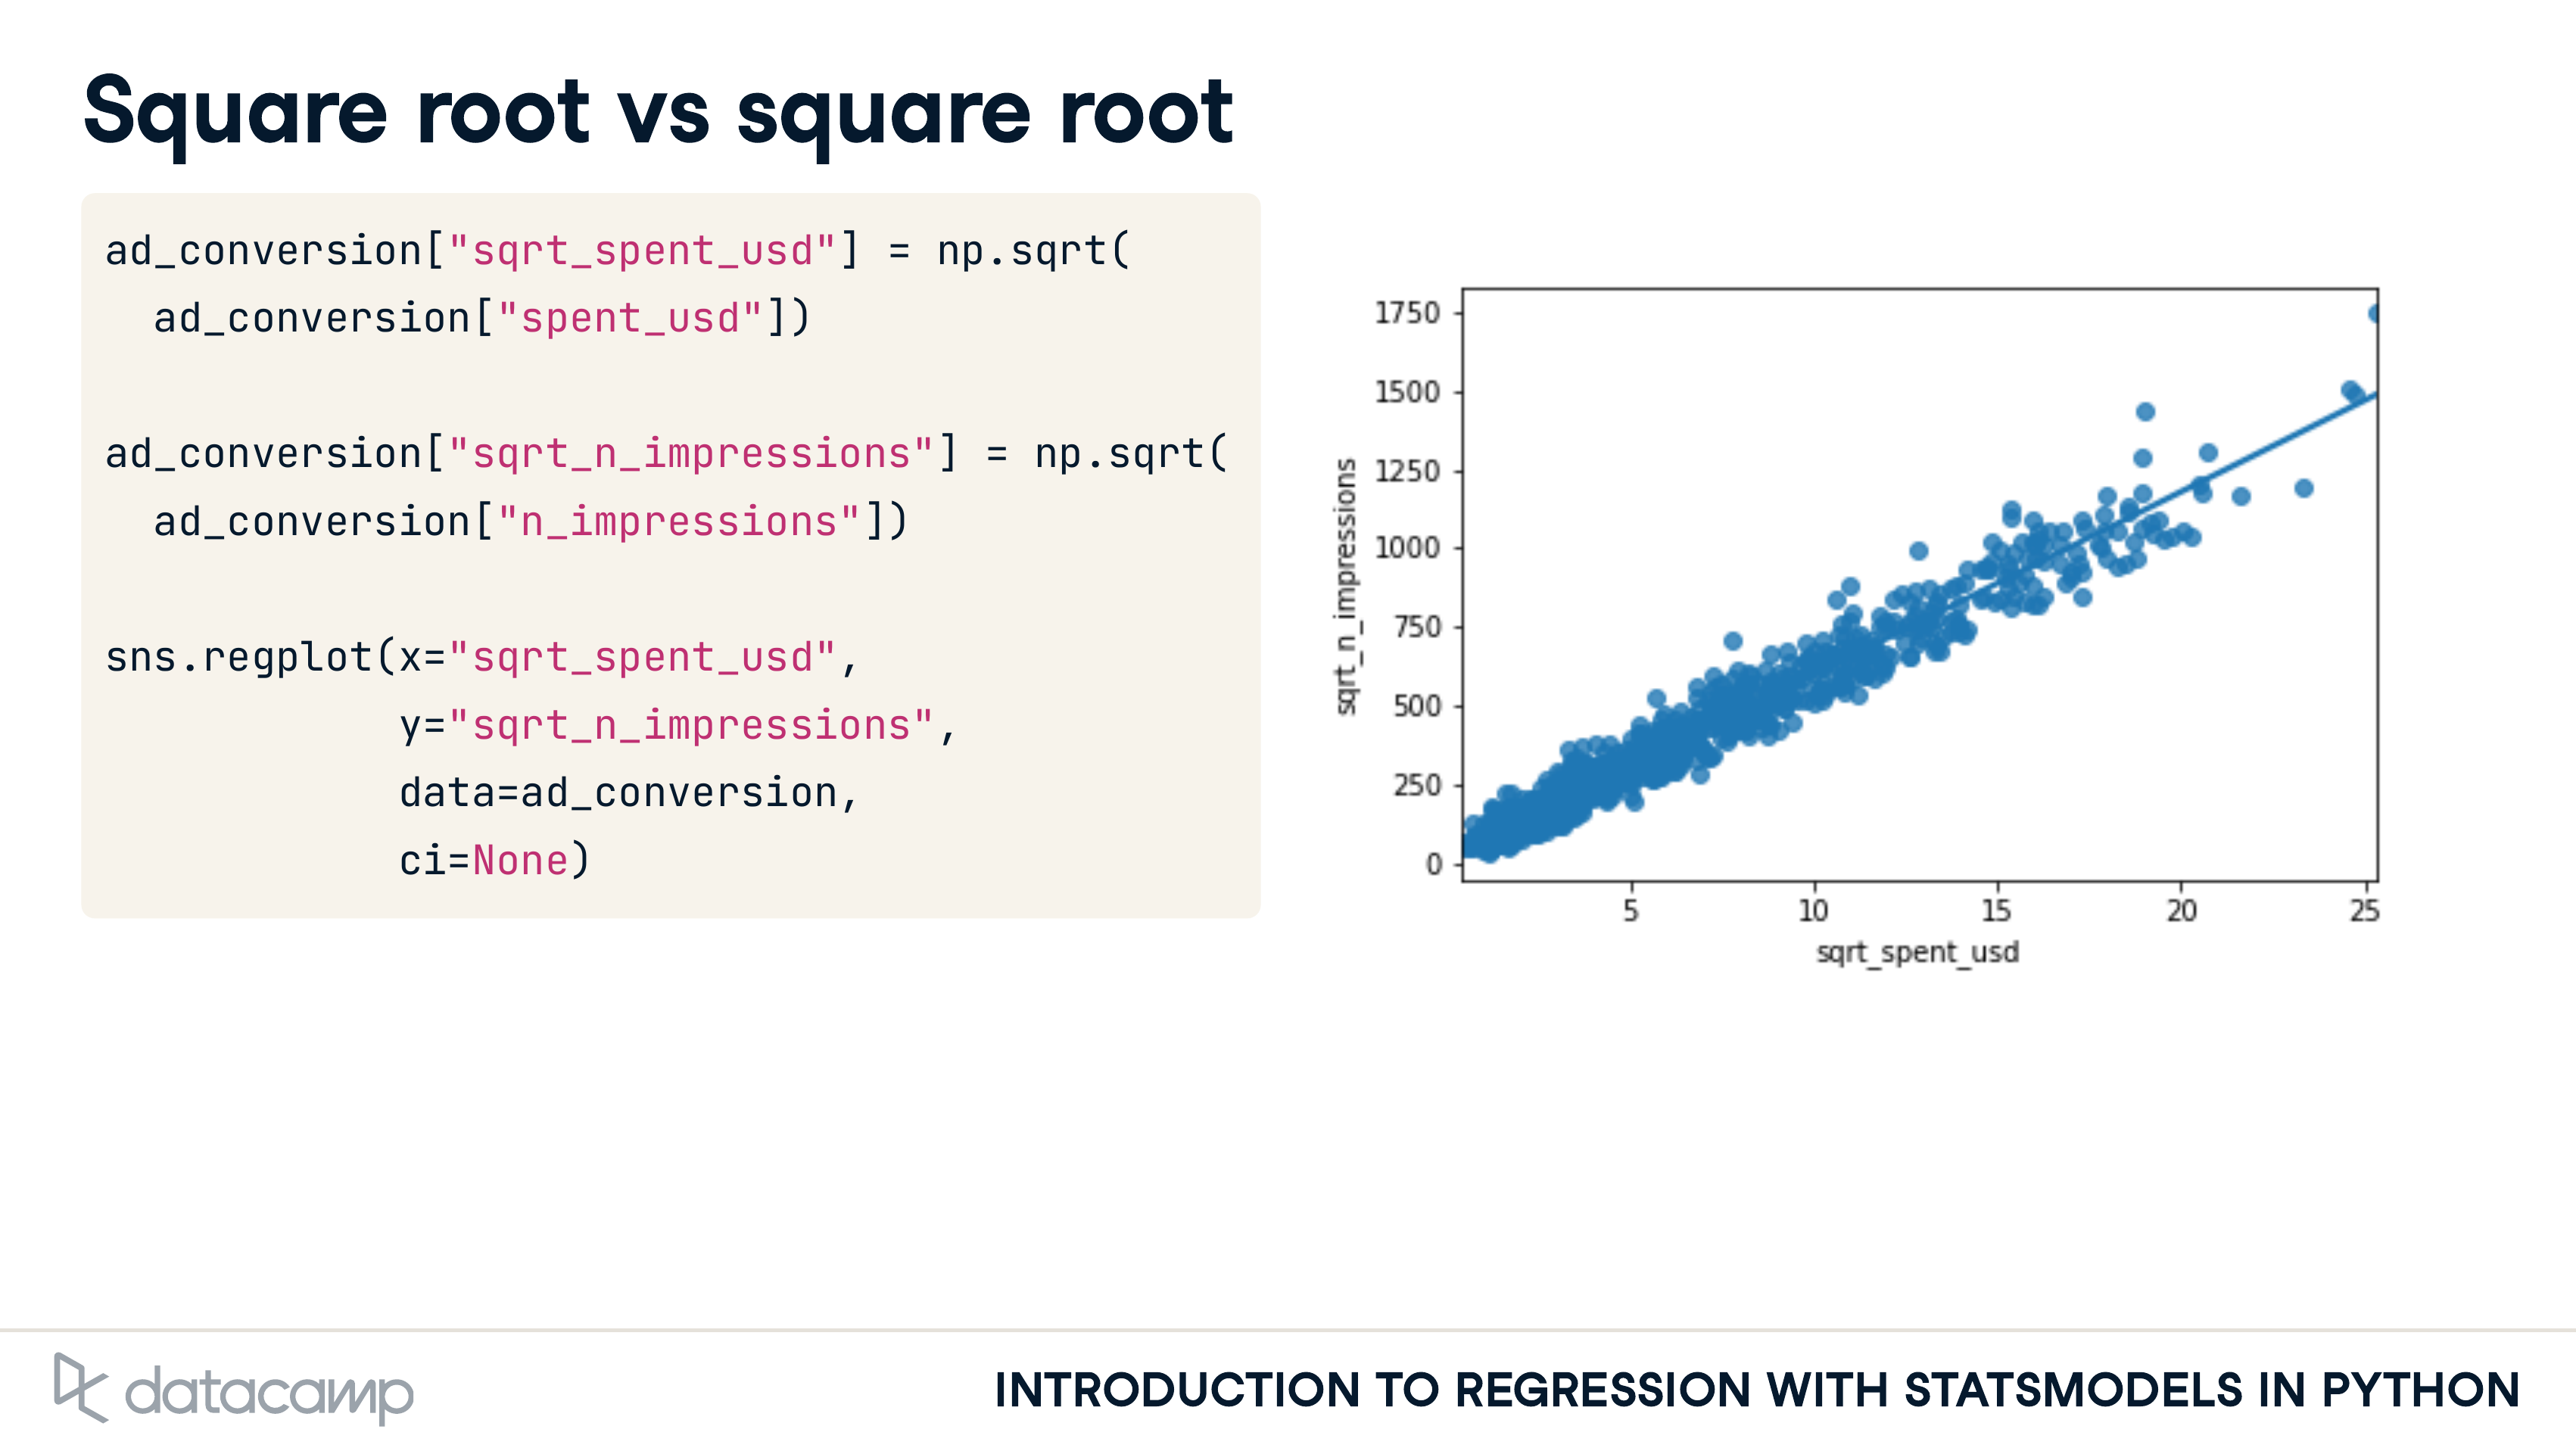 Square root vs square root
ad_conversion["sqrt_spent_usd"] = np.sqrt(
  ad_conversion["spent_usd"])
ad_conversion["sqrt_n_impressions"] = np.sqrt(
  ad_conversion["n_impressions"])
sns.regplot(x="sqrt_spent_usd",
            y="sqrt_n_impressions",
            data=ad_conversion,
            ci=None)
sqrt_n_impressions
1750
1500
1250
1000
750
500
250
0
5 10 15 20 25
sqrt_spent_usd
datacamp
INTRODUCTION TO REGRESSION WITH STATSMODELS IN PYTHON